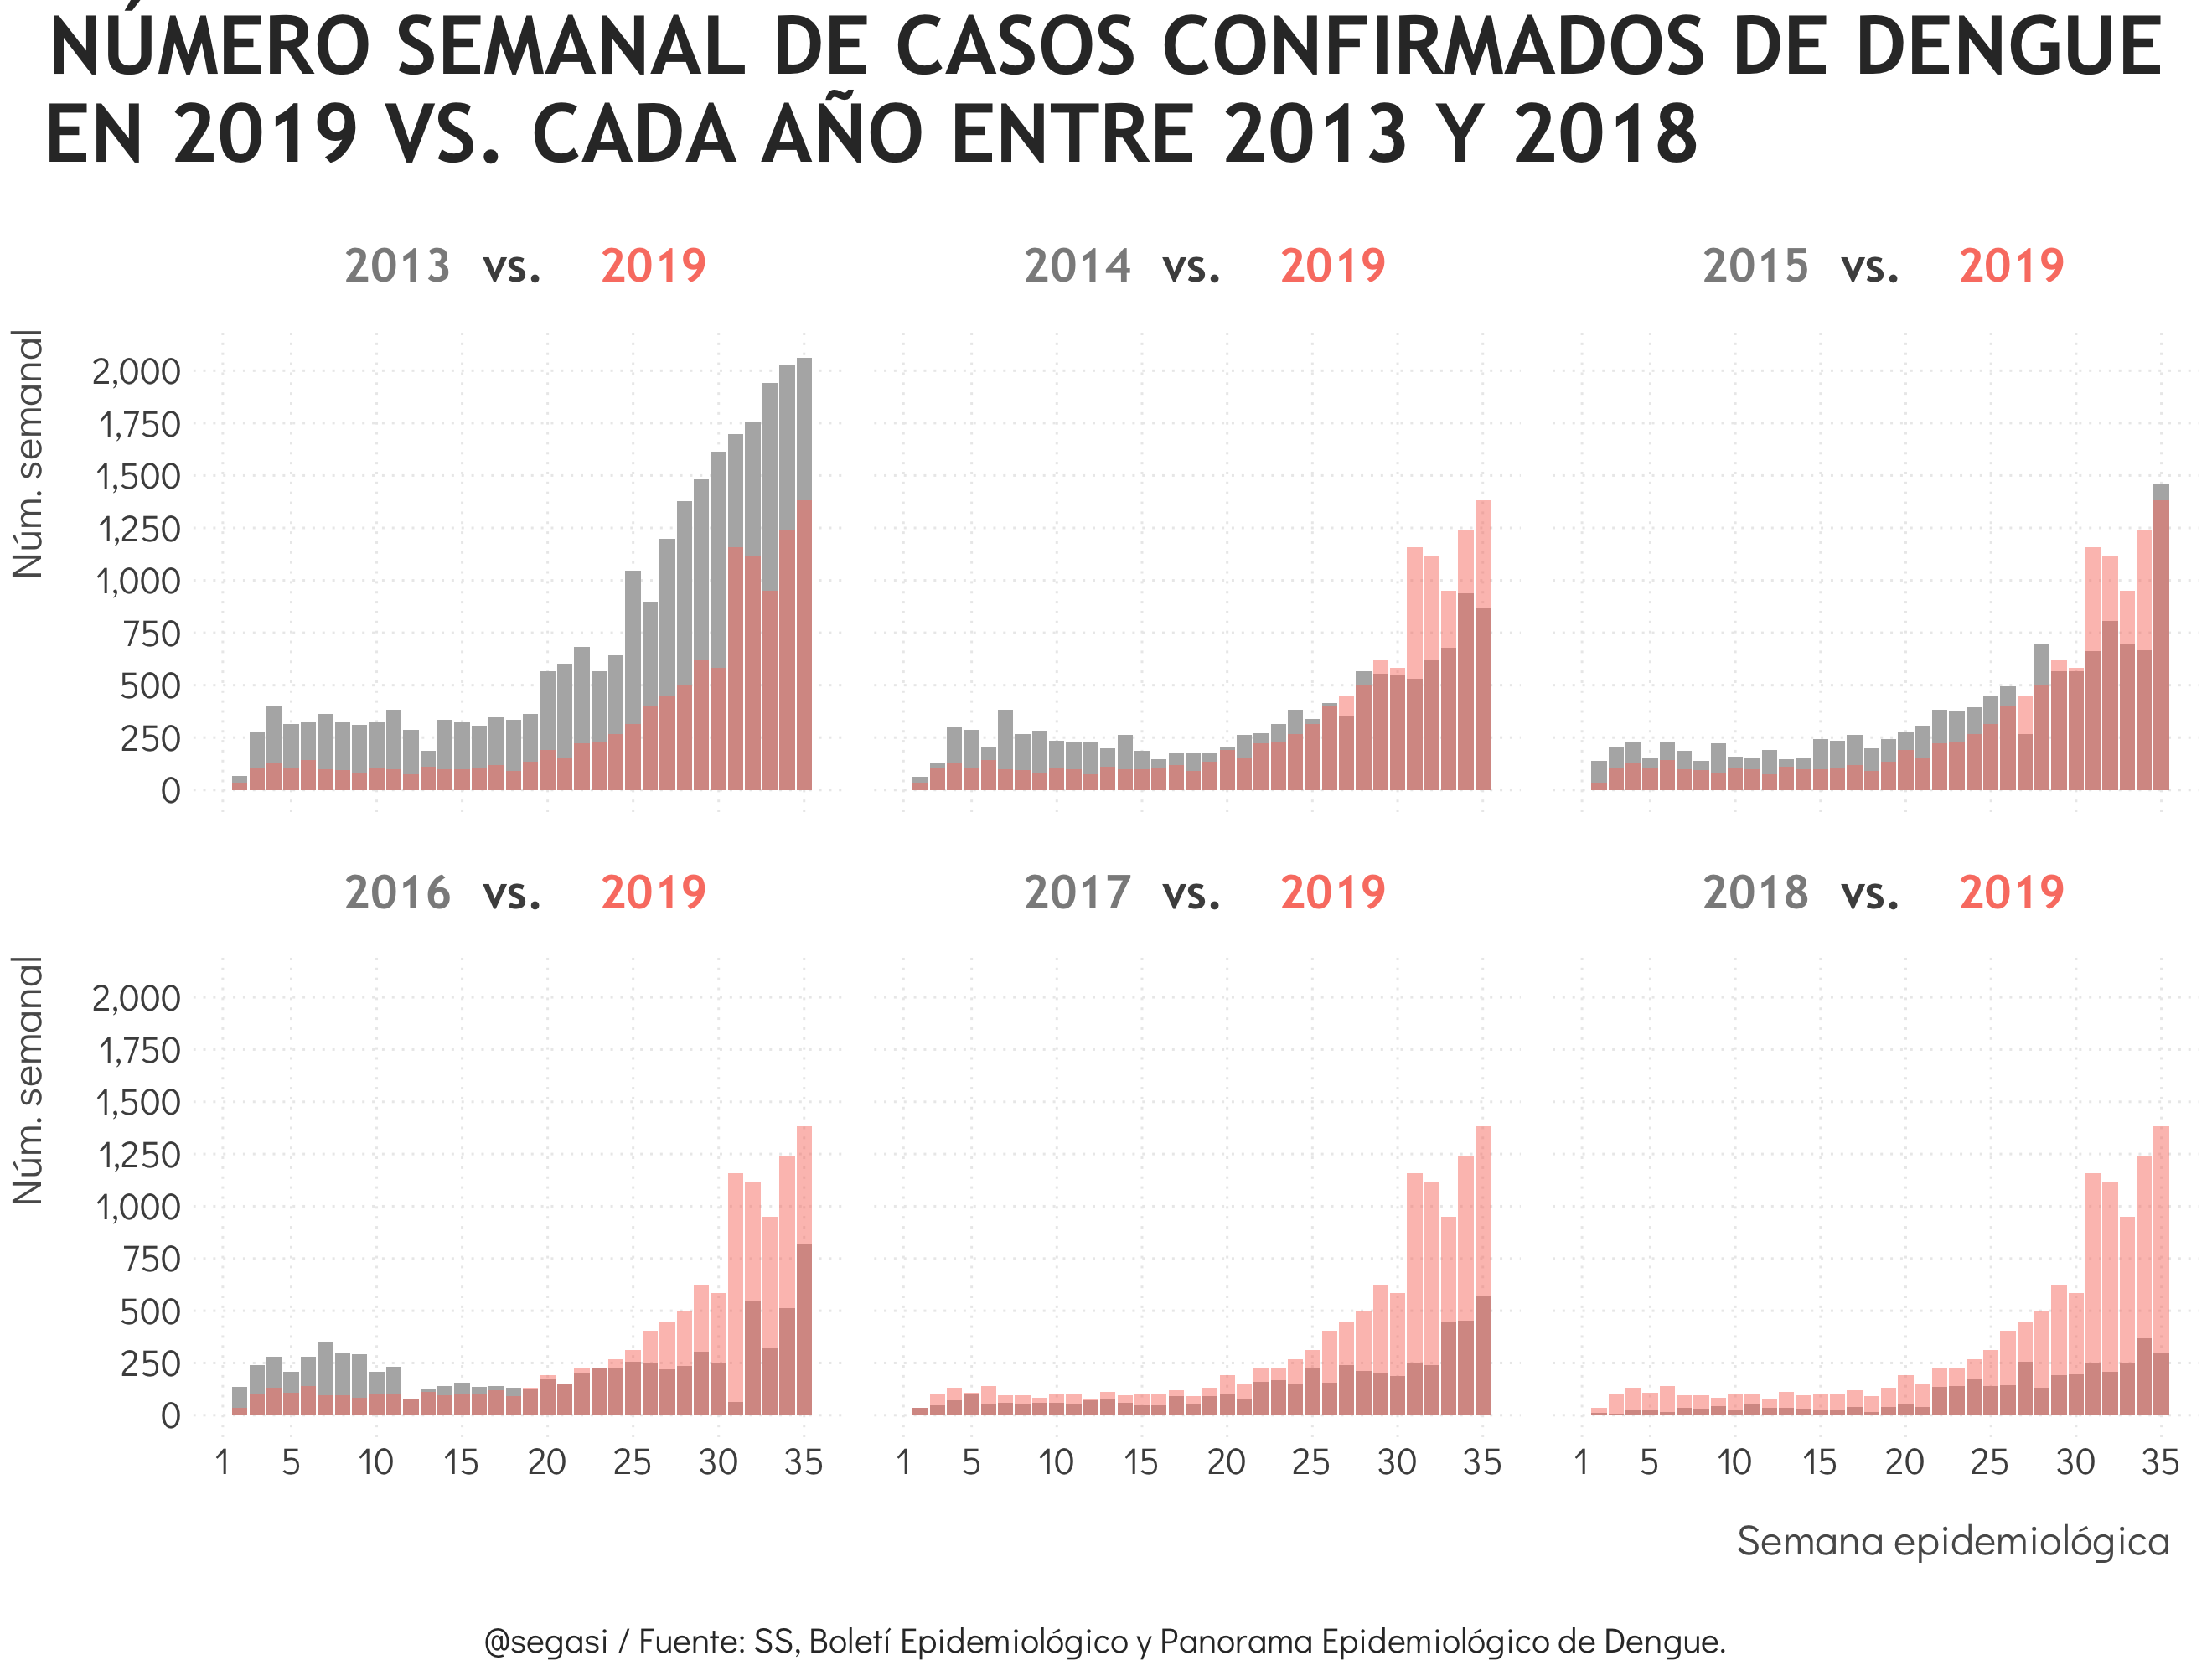 NÚMERO SEMANAL DE CASOS CONFIRMADOS DE DENGUE
EN 2019 VS. CADA AÑO ENTRE 2013 Y 2018
2013 vs. 2019
2014 vs. 2019
2015 vs. 2019
Núm. semanal
2,000
1,750
1,500
1,250
1,000
750
500
250
0
2016 vs. 2019
2017 vs. 2019
2018 vs. 2019
Núm. semanal
2,000
1,750
1,500
1,250
1,000
750
500
250
0
1 5 10 15 20 25 30 35
1 5 10 15 20 25 30 35
1 5 10 15 20 25 30 35
Semana epidemiológica
@segasi / Fuente: SS, Boletí Epidemiológico y Panorama Epidemiológico de Dengue.